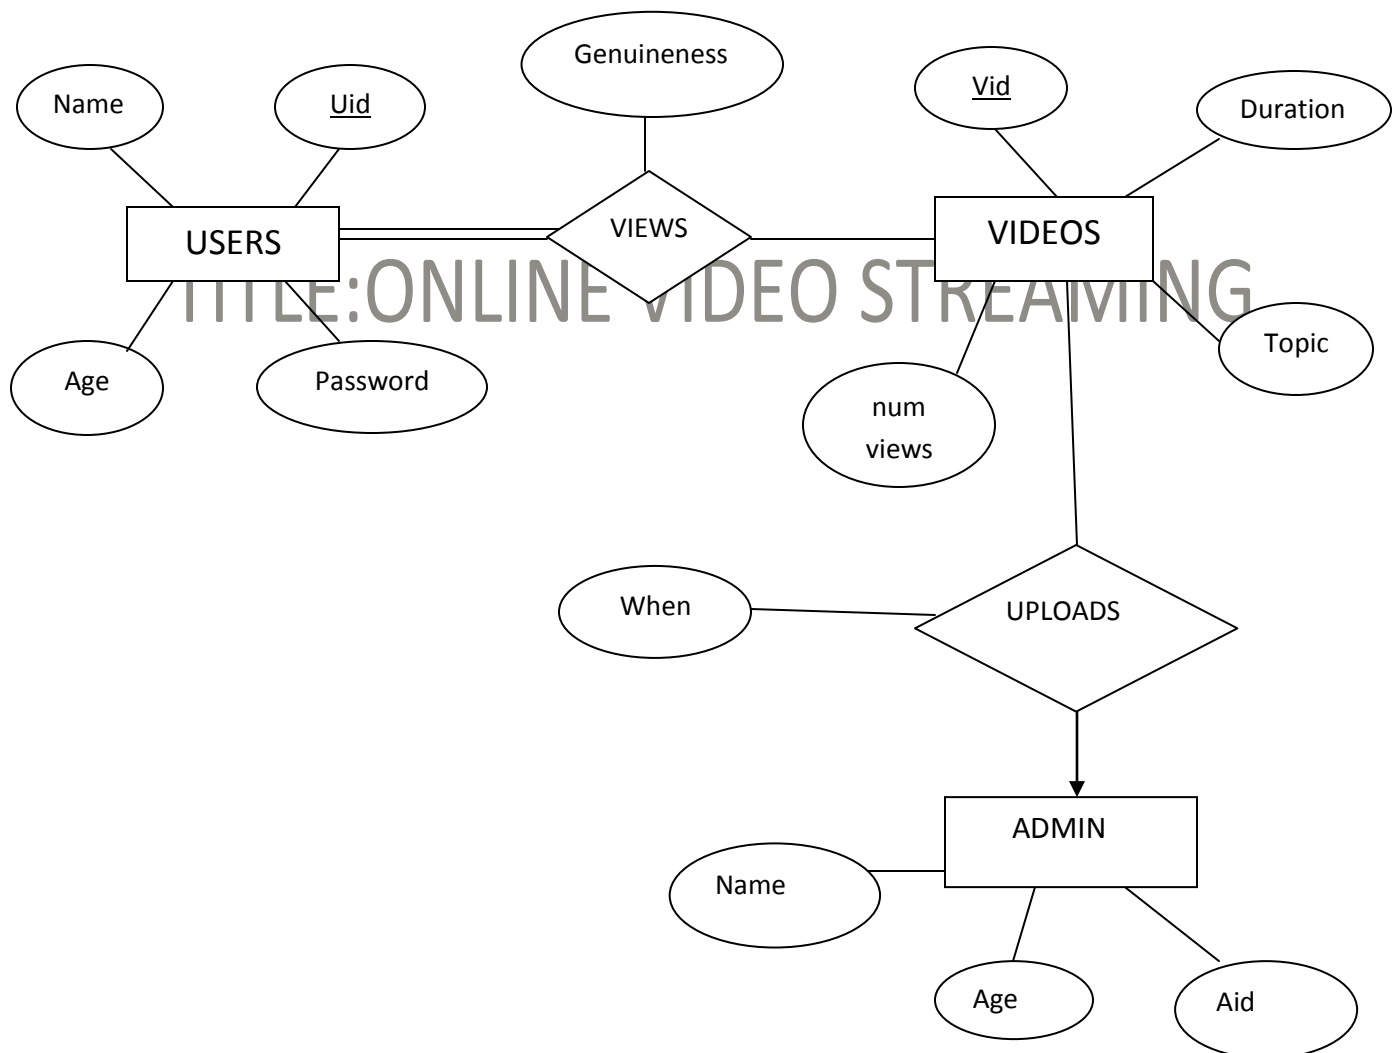 Genuineness
Name
Uid
Vid
Duration
USERS
VIEWS
VIDEOS
TITLE:ONLINE VIDEO STREAMING
Age
Password
num
views
Topic
When
UPLOADS
ADMIN
Name
Age
Aid